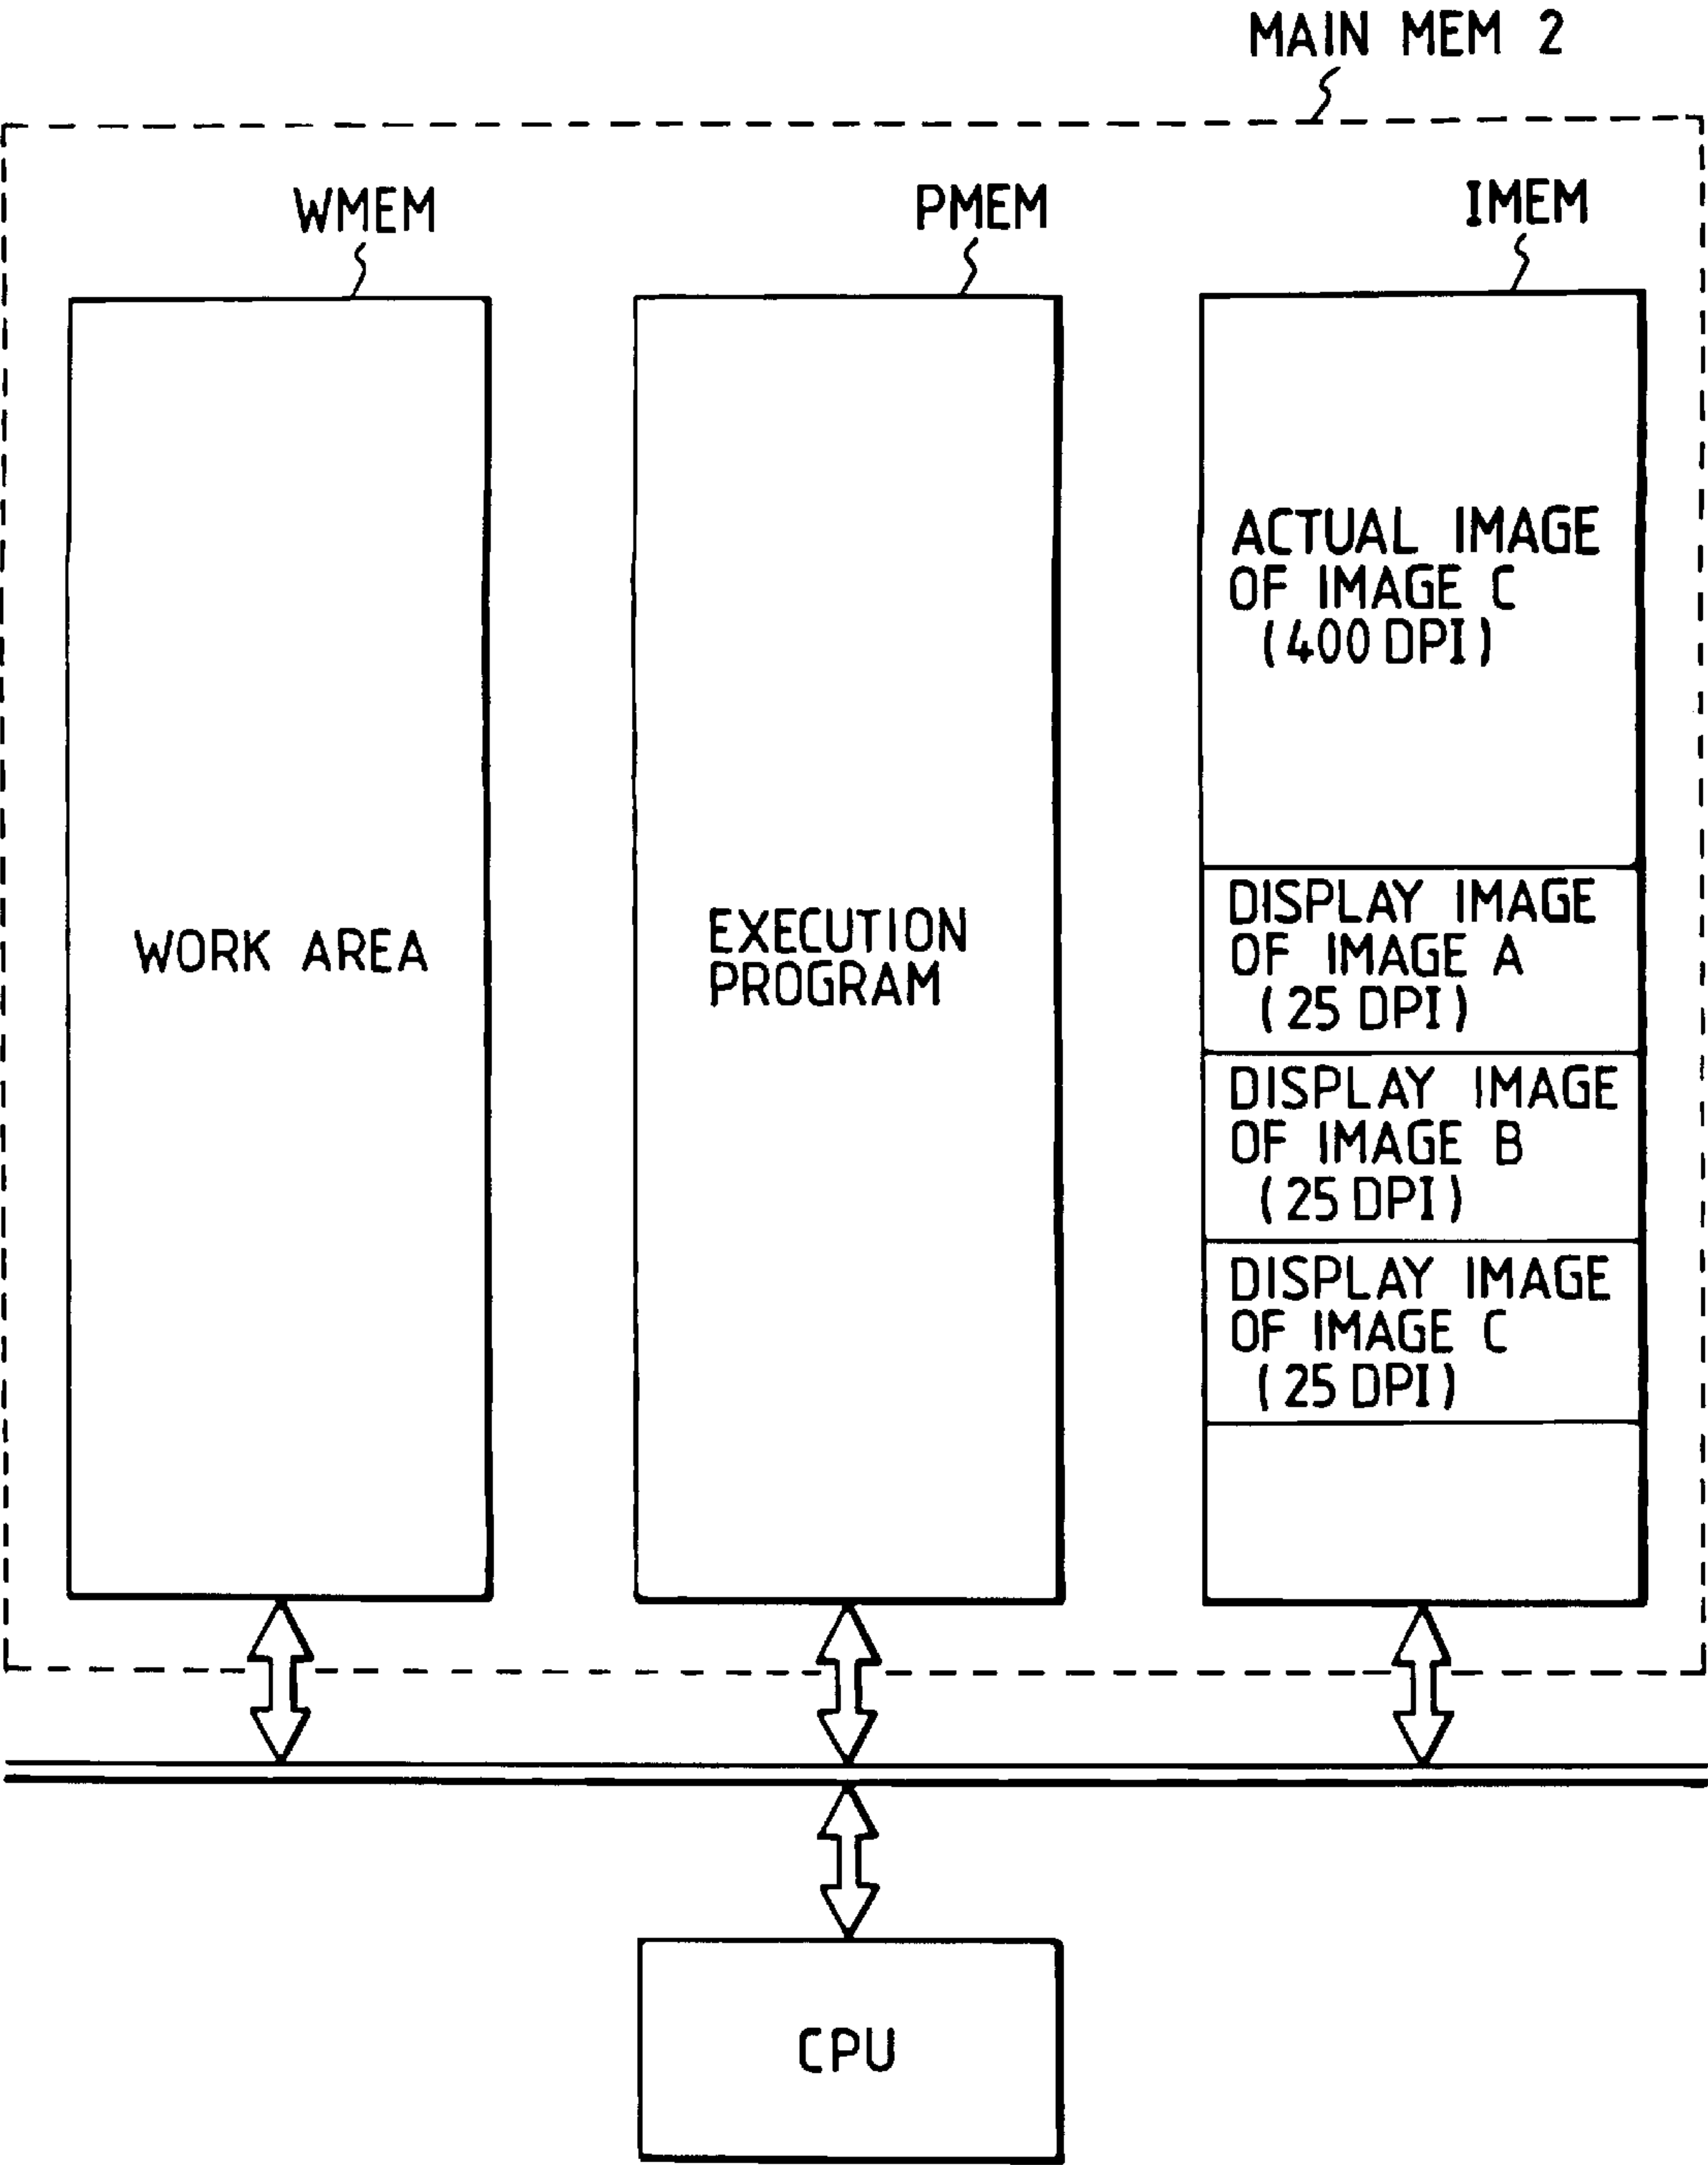 MAIN MEM 2
WMEM
PMEM
IMEM
WORK AREA
EXECUTION
PROGRAM
ACTUAL IMAGE
OF IMAGE C
(400 DPI)
DISPLAY IMAGE
OF IMAGE A
(25 DPI)
DISPLAY IMAGE
OF IMAGE B
(25 DPI)
DISPLAY IMAGE
OF IMAGE C
(25 DPI)
CPU